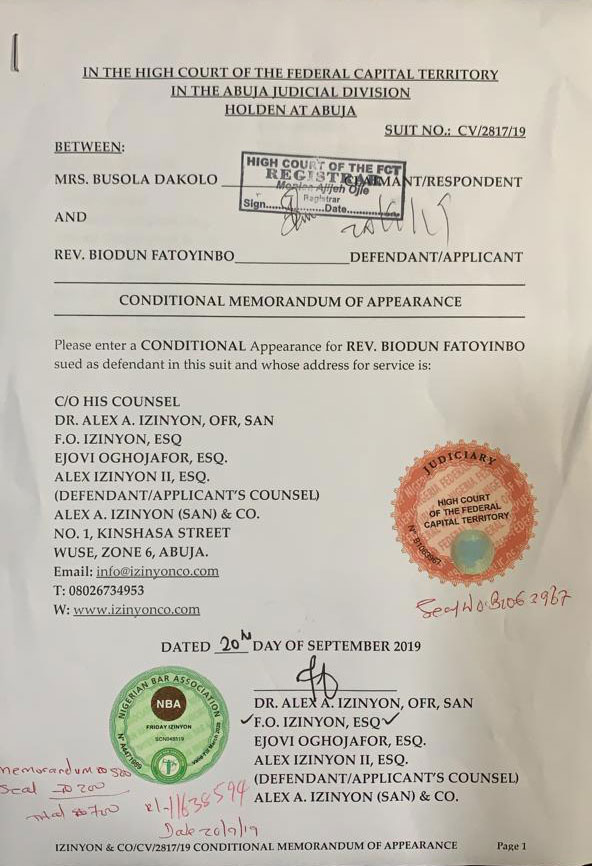 IN THE HIGH COURT OF THE FEDERAL CAPITAL TERRITORY
IN THE ABUJA JUDICIAL DIVISION
HOLDEN AT ABUJA
SUIT NO.: CV/2817/19
BETWEEN:
HIGH COURT OF THE FCT
REGISTRAR
MRS. BUSOLA DAKOLO CLAIMANT/RESPONDENT
Ajijeh Ojie
Registrar
Sign..........Date..........
AND
REV. BIODUN FATOYINBO DEFENDANT/APPLICANT
CONDITIONAL MEMORANDUM OF APPEARANCE
Please enter a CONDITIONAL Appearance for REV. BIODUN FATOYINBO
sued as defendant in this suit and whose address for service is:
C/O HIS COUNSEL
DR. ALEX A. IZINYON, OFR, SAN
F.O. IZINYON, ESQ
EJOVI OGHOJAFOR, ESQ.
ALEX IZINYON II, ESQ.
(DEFENDANT/APPLICANT'S COUNSEL)
ALEX A. IZINYON (SAN) & CO.
NO. 1, KINSHASA STREET
WUSE, ZONE 6, ABUJA.
Email: info@izinyonco.com
T: 08026734953
W: www.izinyonco.com
JUDICIARY
HIGH COURT
OF THE FEDERAL
CAPITAL TERRITORY
DATED 20th DAY OF SEPTEMBER 2019
NIGERIAN BAR ASSOCIATION
NBA
FRIDAY IZINYON
DR. ALEX A. IZINYON, OFR, SAN
F.O. IZINYON, ESQ
EJOVI OGHOJAFOR, ESQ.
ALEX IZINYON II, ESQ.
(DEFENDANT/APPLICANT'S COUNSEL)
ALEX A. IZINYON (SAN) & CO.
Memorandum ₦500
Seal ₦200
Total ₦700
Date 20/9/19
IZINYON & CO/CV/2817/19 CONDITIONAL MEMORANDUM OF APPEARANCE Page 1